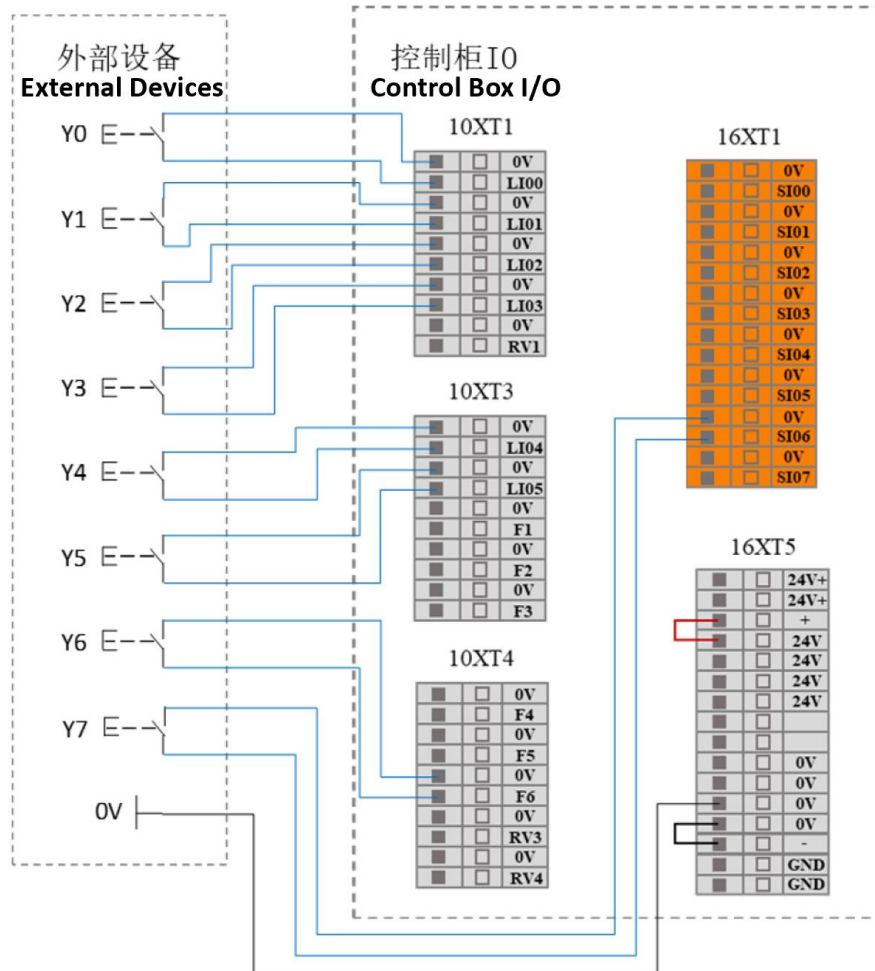 外部设备
External Devices
Y0
Y1
Y2
Y3
Y4
Y5
Y6
Y7
0V
控制柜IO
Control Box I/O
10XT1
0V
LI00
0V
LI01
0V
LI02
0V
LI03
0V
RV1
10XT3
0V
LI04
0V
LI05
0V
F1
0V
F2
0V
F3
10XT4
0V
F4
0V
F5
0V
F6
0V
RV3
0V
RV4
16XT1
0V
SI00
0V
SI01
0V
SI02
0V
SI03
0V
SI04
0V
SI05
0V
SI06
0V
SI07
16XT5
24V+
24V+
+
24V
24V
24V
24V
0V
0V
0V
0V
-
GND
GND